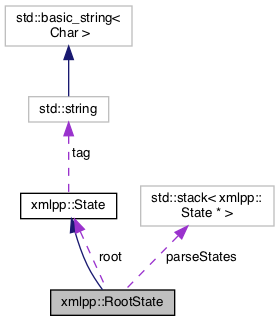 std::basic_string<
Char >
std::string
tag
xmlpp::State
std::stack< xmlpp::
State * >
root
parseStates
xmlpp::RootState